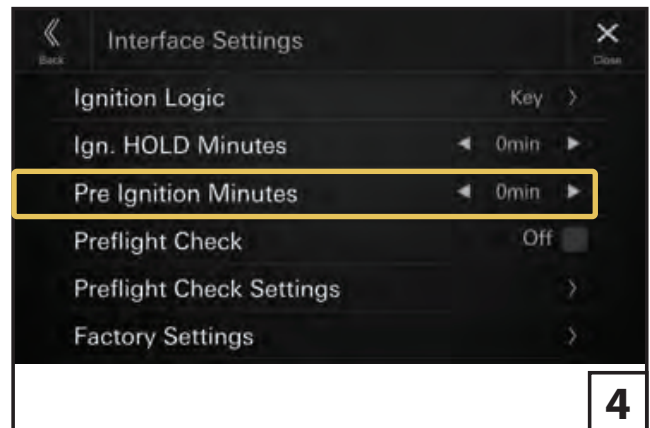 Interface Settings
Back
Close
Ignition Logic Key
Ign. HOLD Minutes 0min
Pre Ignition Minutes 0min
Preflight Check Off
Preflight Check Settings
Factory Settings
4